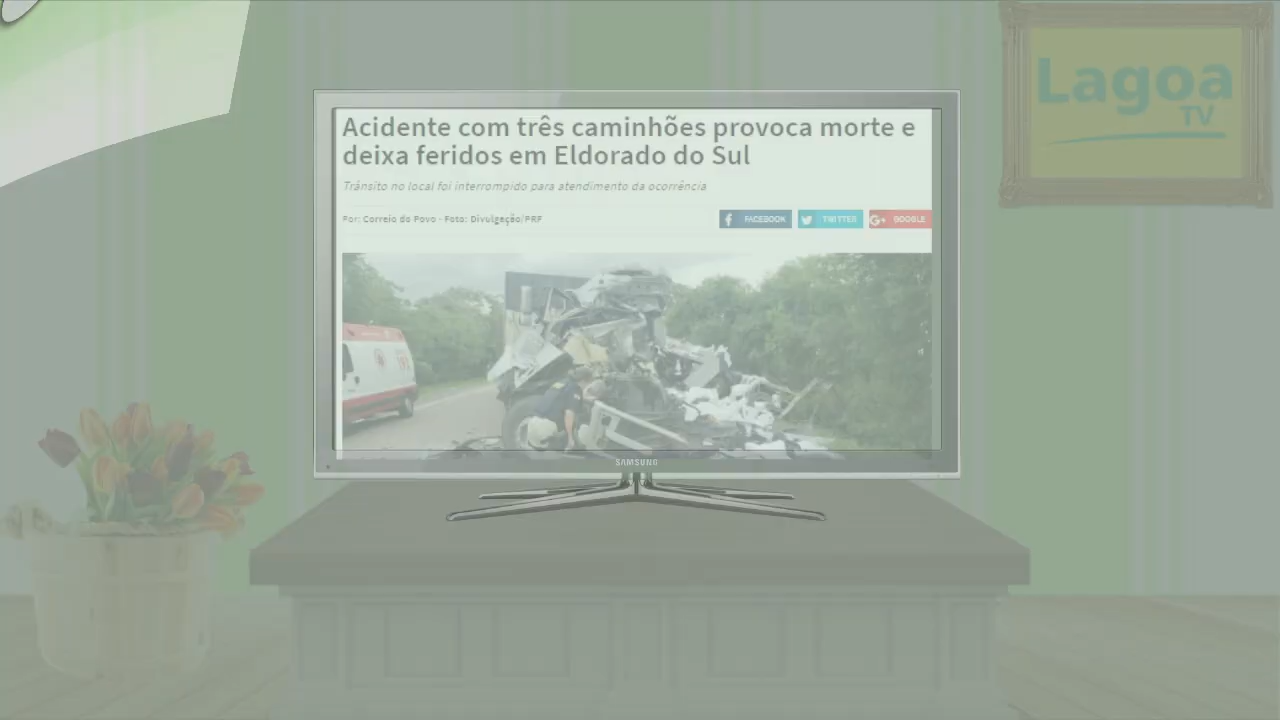 Lagoa
TV
Acidente com três caminhões provoca morte e
deixa feridos em Eldorado do Sul
Trânsito no local foi interrompido para atendimento da ocorrência
Por: Correio do Povo - Foto: Divulgação/PRF
FACEBOOK
TWITTER
G+ GOOGLE
SAMSUNG